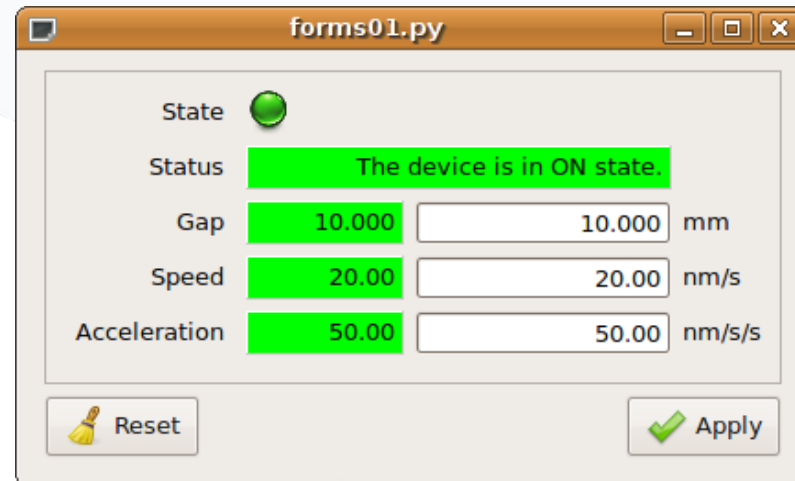 forms01.py
State
Status The device is in ON state.
Gap 10.000 10.000 mm
Speed 20.00 20.00 nm/s
Acceleration 50.00 50.00 nm/s/s
Reset Apply